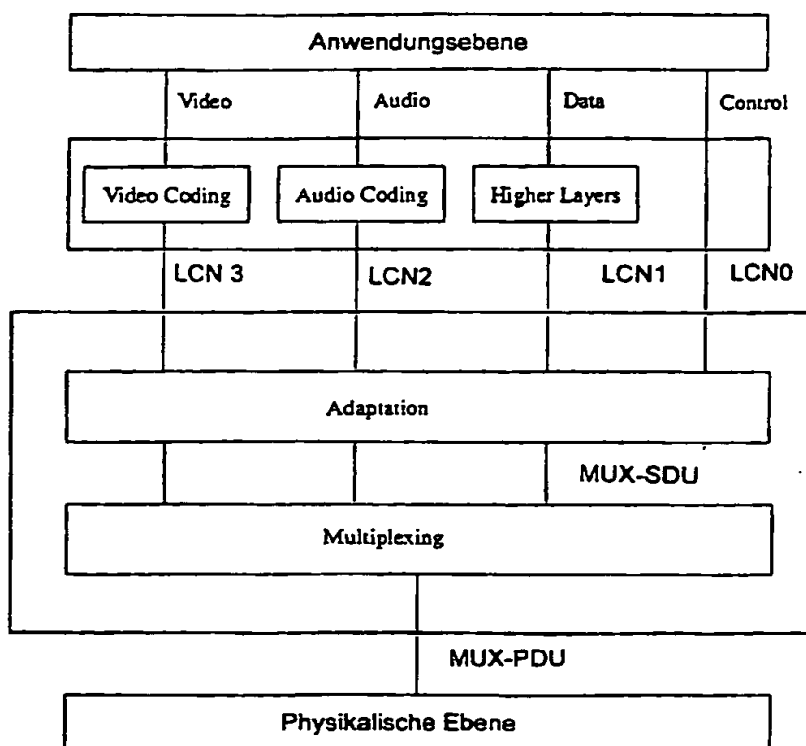 Anwendungsebene
Video Audio Data Control
Video Coding Audio Coding Higher Layers
LCN 3 LCN2 LCN1 LCN0
Adaptation
MUX-SDU
Multiplexing
MUX-PDU
Physikalische Ebene